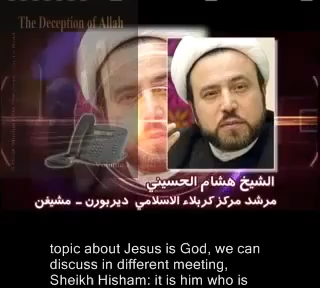 The Deception of Allah
الشيخ هشام الحسيني
مرشد مركز كربلاء الاسلامي ديربورن - مشيغن
topic about Jesus is God, we can
discuss in different meeting,
Sheikh Hisham: it is him who is